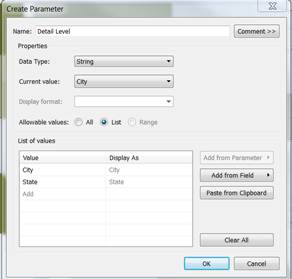 Create Parameter
Name: Detail Level Comment >>
Properties
Data Type: String
Current value: City
Display format:
Allowable values: All List Range
List of values
Value Display As
City City
State State
Add
Add from Parameter
Add from Field
Paste from Clipboard
Clear All
OK Cancel